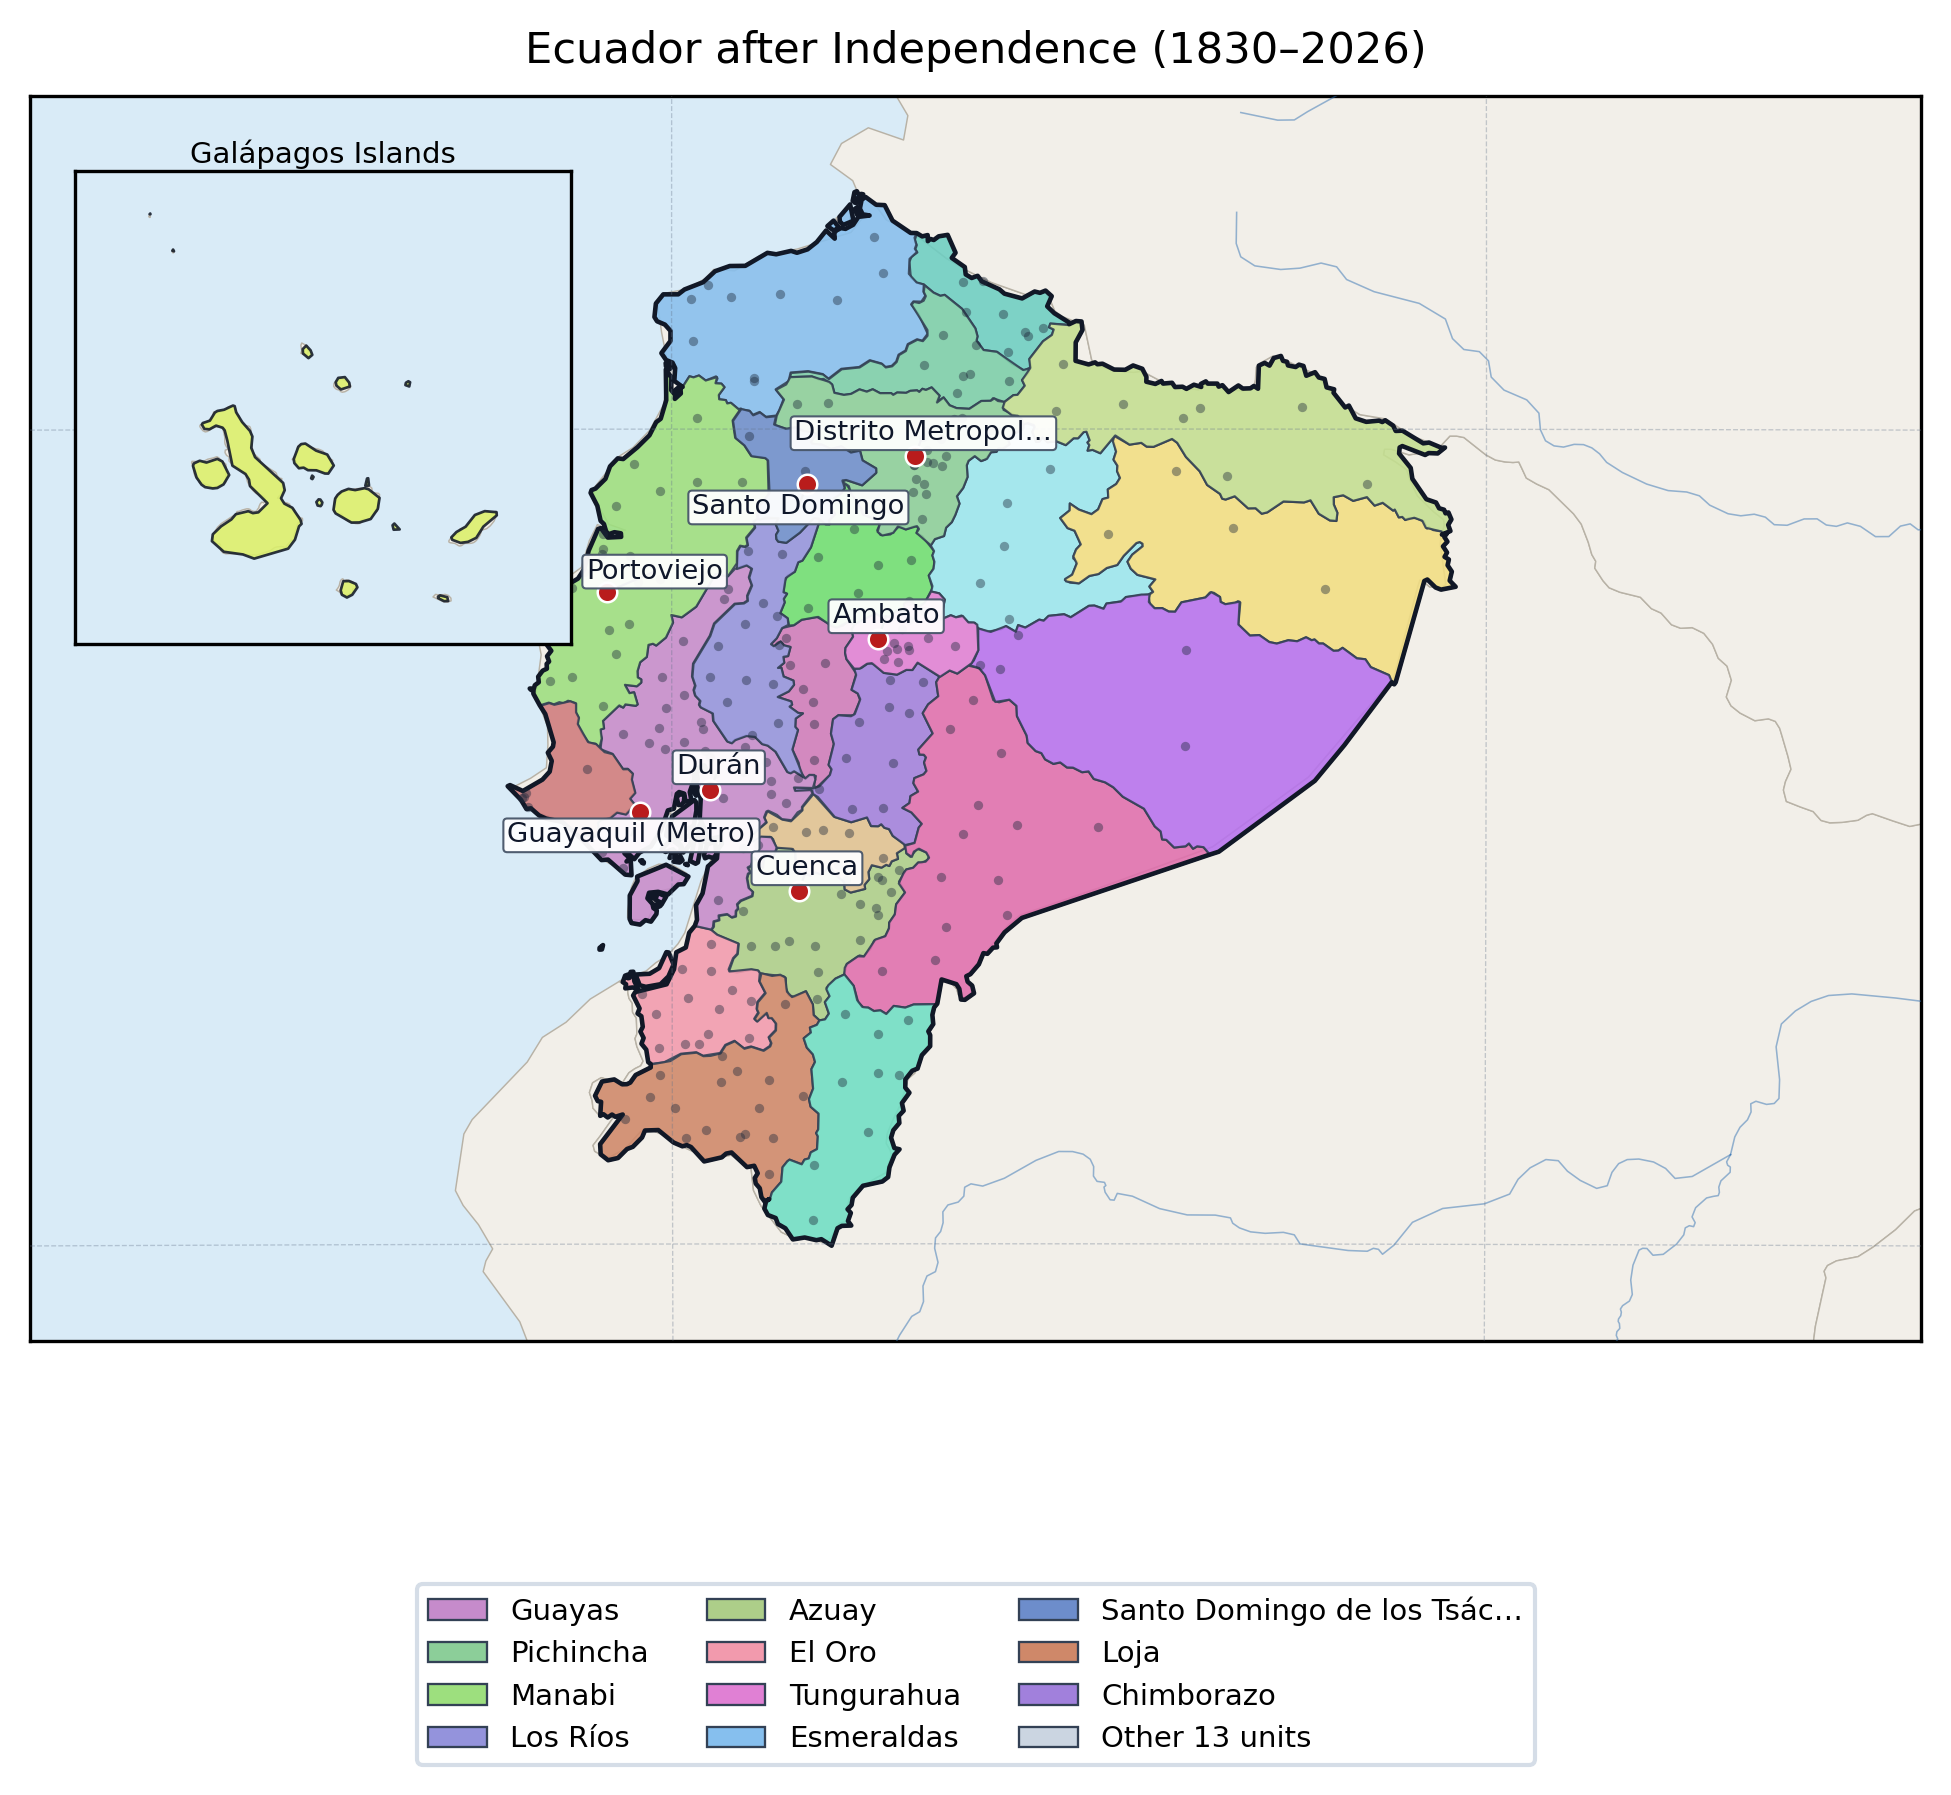 Ecuador after Independence (1830–2026)
Galápagos Islands
Distrito Metropol...
Santo Domingo
Portoviejo
Ambato
Durán
Guayaquil (Metro)
Cuenca
Guayas
Pichincha
Manabi
Los Ríos
Azuay
El Oro
Tungurahua
Esmeraldas
Santo Domingo de los Tsác...
Loja
Chimborazo
Other 13 units